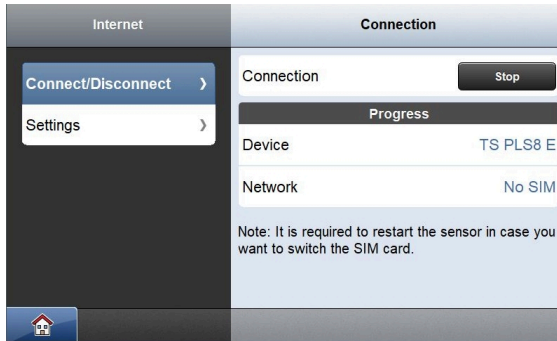 Internet
Connection
Connect/Disconnect
Settings
Connection
Stop
Progress
Device
TS PLS8 E
Network
No SIM
Note: It is required to restart the sensor in case you
want to switch the SIM card.